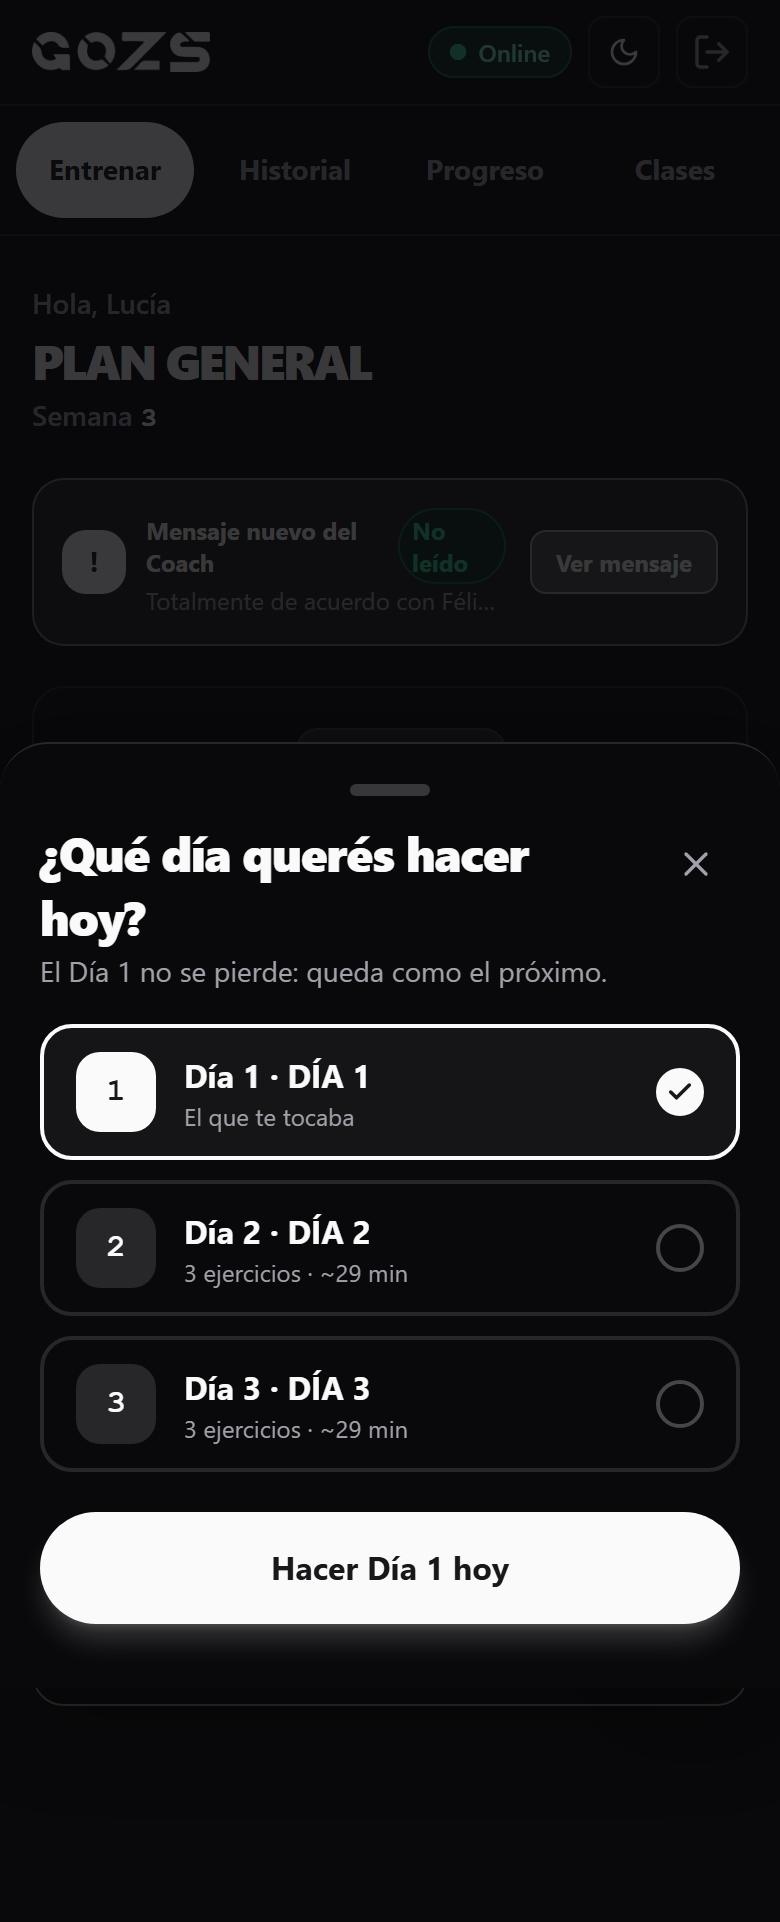 GOZS
Online
Entrenar
Historial
Progreso
Clases
Hola, Lucía
PLAN GENERAL
Semana 3
!
Mensaje nuevo del
Coach
No
leído
Totalmente de acuerdo con Féli...
Ver mensaje
¿Qué día querés hacer
hoy?
El Día 1 no se pierde: queda como el próximo.
1
Día 1 · DÍA 1
El que te tocaba
2
Día 2 · DÍA 2
3 ejercicios · ~29 min
3
Día 3 · DÍA 3
3 ejercicios · ~29 min
Hacer Día 1 hoy